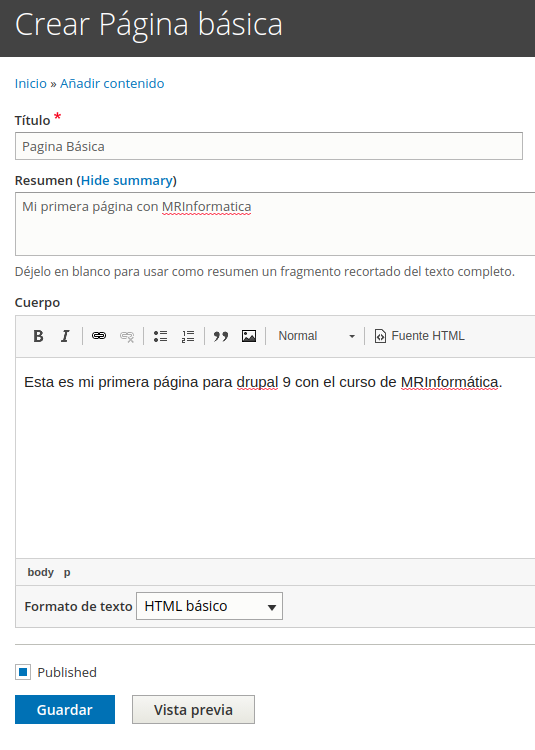 Crear Página básica
Inicio » Añadir contenido
Título *
Pagina Básica
Resumen (Hide summary)
Mi primera página con MRInformatica
Déjelo en blanco para usar como resumen un fragmento recortado del texto completo.
Cuerpo
B I Normal Fuente HTML
Esta es mi primera página para drupal 9 con el curso de MRInformática.
body p
Formato de texto HTML básico
Published
Guardar Vista previa